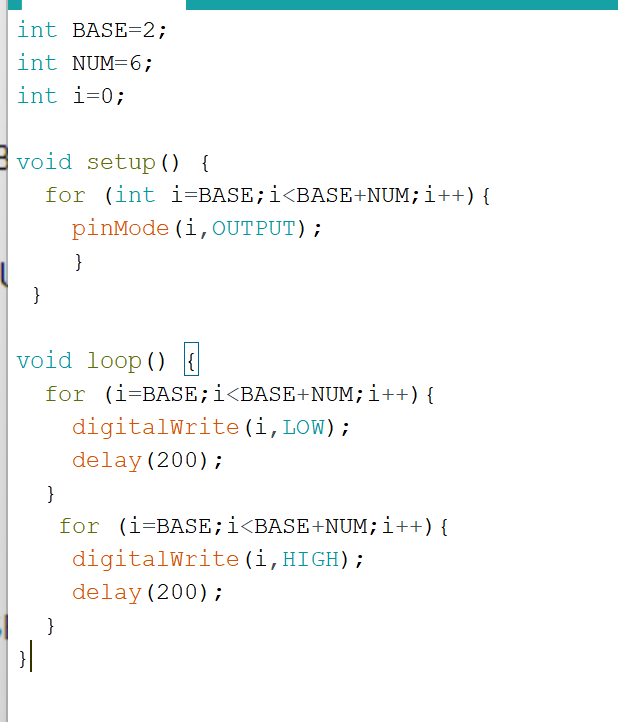 int BASE=2;
int NUM=6;
int i=0;
void setup() {
for (int i=BASE;i<BASE+NUM;i++){
pinMode(i,OUTPUT);
}
}
void loop() {
for (i=BASE;i<BASE+NUM;i++){
digitalWrite(i,LOW);
delay(200);
}
for (i=BASE;i<BASE+NUM;i++){
digitalWrite(i,HIGH);
delay(200);
}
}